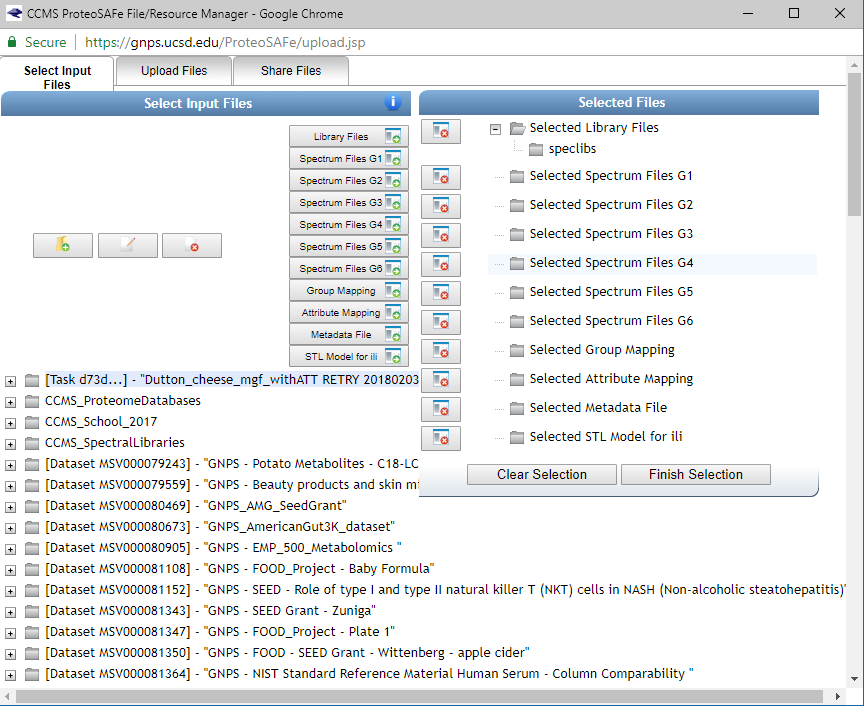 CCMS ProteoSAFe File/Resource Manager - Google Chrome
Secure https://gnps.ucsd.edu/ProteoSAFe/upload.jsp
Select Input Files
Upload Files
Share Files
Select Input Files
Library Files
Spectrum Files G1
Spectrum Files G2
Spectrum Files G3
Spectrum Files G4
Spectrum Files G5
Spectrum Files G6
Group Mapping
Attribute Mapping
Metadata File
STL Model for ili
[Task d73d...] - "Dutton_cheese_mgf_withATT RETRY 20180203
CCMS_ProteomeDatabases
CCMS_School_2017
CCMS_SpectralLibraries
[Dataset MSV000079243] - "GNPS - Potato Metabolites - C18-LC
[Dataset MSV000079559] - "GNPS - Beauty products and skin mi
[Dataset MSV000080469] - "GNPS_AMG_SeedGrant"
[Dataset MSV000080673] - "GNPS_AmericanGut3K_dataset"
[Dataset MSV000080905] - "GNPS - EMP_500_Metabolomics "
[Dataset MSV000081108] - "GNPS - FOOD_Project - Baby Formula"
[Dataset MSV000081152] - "GNPS - SEED - Role of type I and type II natural killer T (NKT) cells in NASH (Non-alcoholic steatohepatitis)"
[Dataset MSV000081343] - "GNPS - SEED Grant - Zuniga"
[Dataset MSV000081347] - "GNPS - FOOD_Project - Plate 1"
[Dataset MSV000081350] - "GNPS - FOOD - SEED Grant - Wittenberg - apple cider"
[Dataset MSV000081364] - "GNPS - NIST Standard Reference Material Human Serum - Column Comparability "
Selected Files
Selected Library Files
speclibs
Selected Spectrum Files G1
Selected Spectrum Files G2
Selected Spectrum Files G3
Selected Spectrum Files G4
Selected Spectrum Files G5
Selected Spectrum Files G6
Selected Group Mapping
Selected Attribute Mapping
Selected Metadata File
Selected STL Model for ili
Clear Selection
Finish Selection